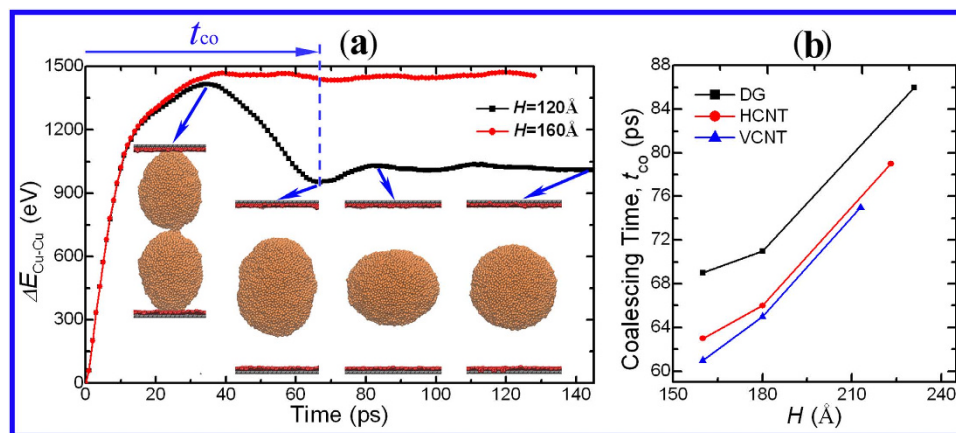 t_co
(a)
1500
1200
900
600
300
0
ΔE_Cu-Cu (eV)
H=120Å
H=160Å
0 20 40 60 80 100 120 140
Time (ps)
(b)
86
84
80
76
72
68
64
60
Coalescing Time, t_co (ps)
DG
HCNT
VCNT
150 180 210 240
H (Å)